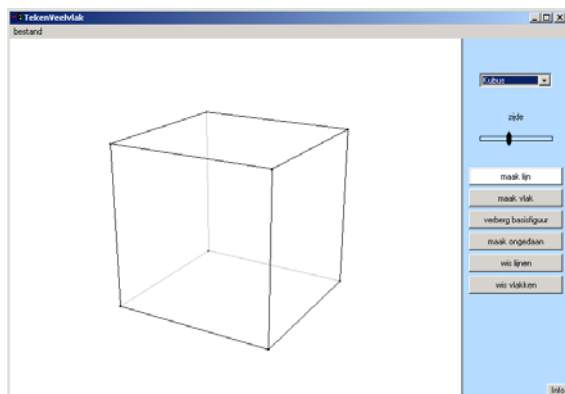 TekenVeelvlak
bestand
Kubus
zijde
maak lijn
maak vlak
verberg basisfiguur
maak ongedaan
wis lijnen
wis vlakken
Info